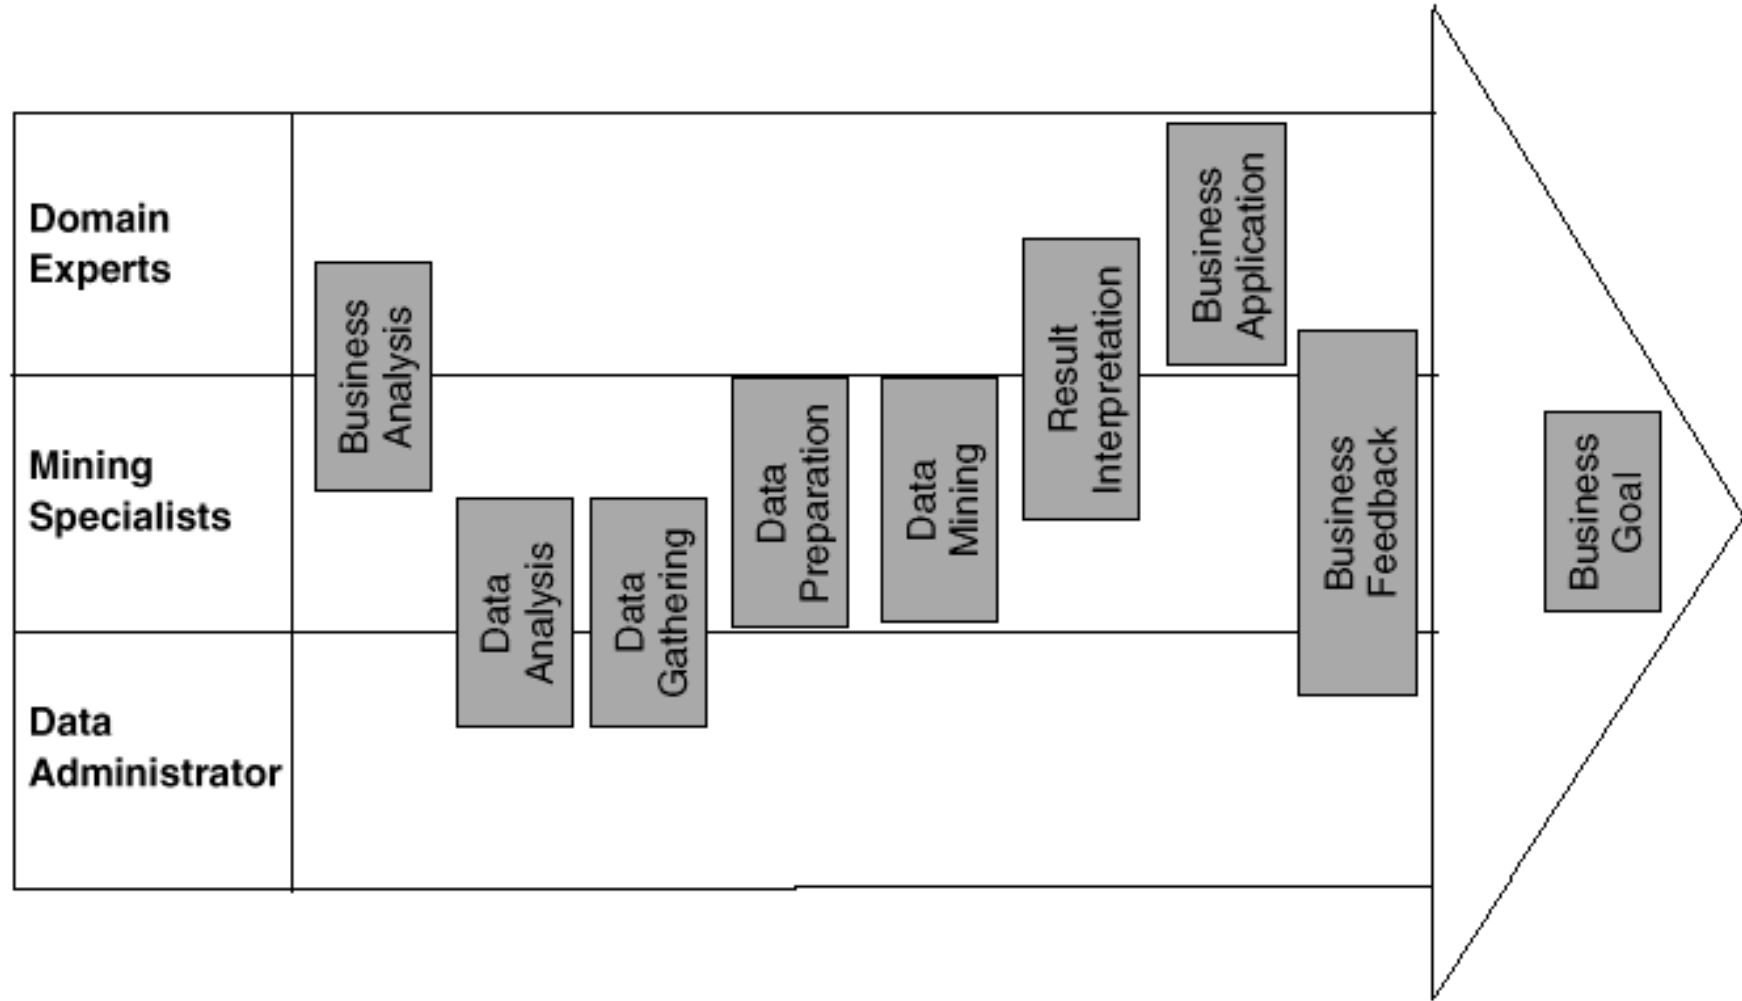 Domain
Experts
Mining
Specialists
Data
Administrator
Business
Analysis
Data
Analysis
Data
Gathering
Data
Preparation
Data
Mining
Result
Interpretation
Business
Application
Business
Feedback
Business
Goal